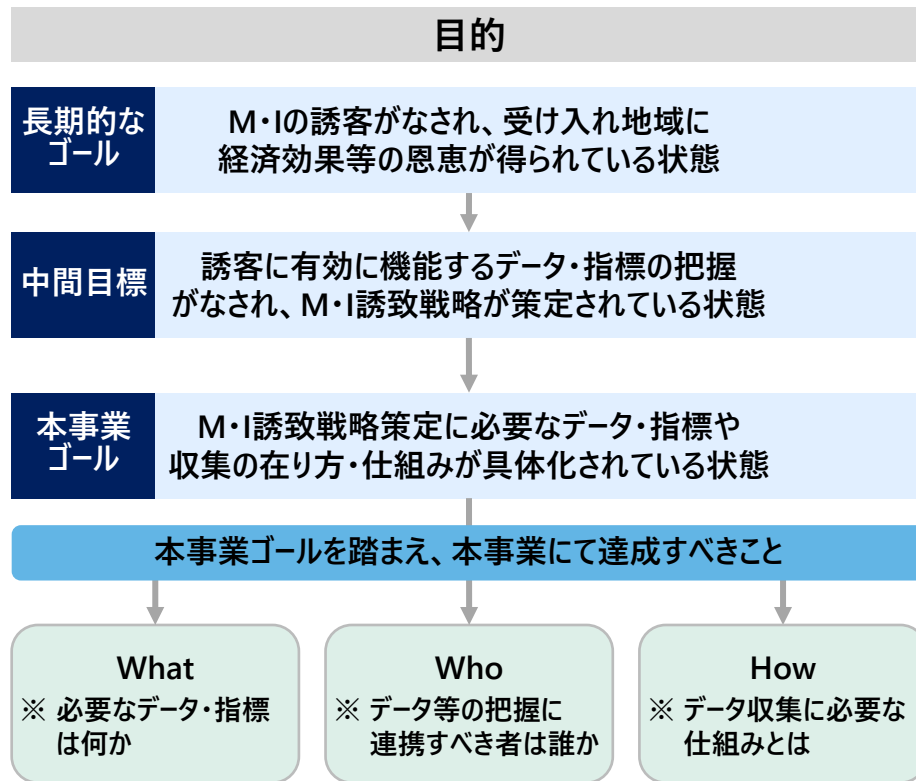 目的
長期的な
ゴール
M・Iの誘客がなされ、受け入れ地域に
経済効果等の恩恵が得られている状態
中間目標
誘客に有効に機能するデータ・指標の把握
がなされ、M・I誘致戦略が策定されている状態
本事業
ゴール
M・I誘致戦略策定に必要なデータ・指標や
収集の在り方・仕組みが具体化されている状態
本事業ゴールを踏まえ、本事業にて達成すべきこと
What
※ 必要なデータ・指標
は何か
Who
※ データ等の把握に
連携すべき者は誰か
How
※ データ収集に必要な
仕組みとは